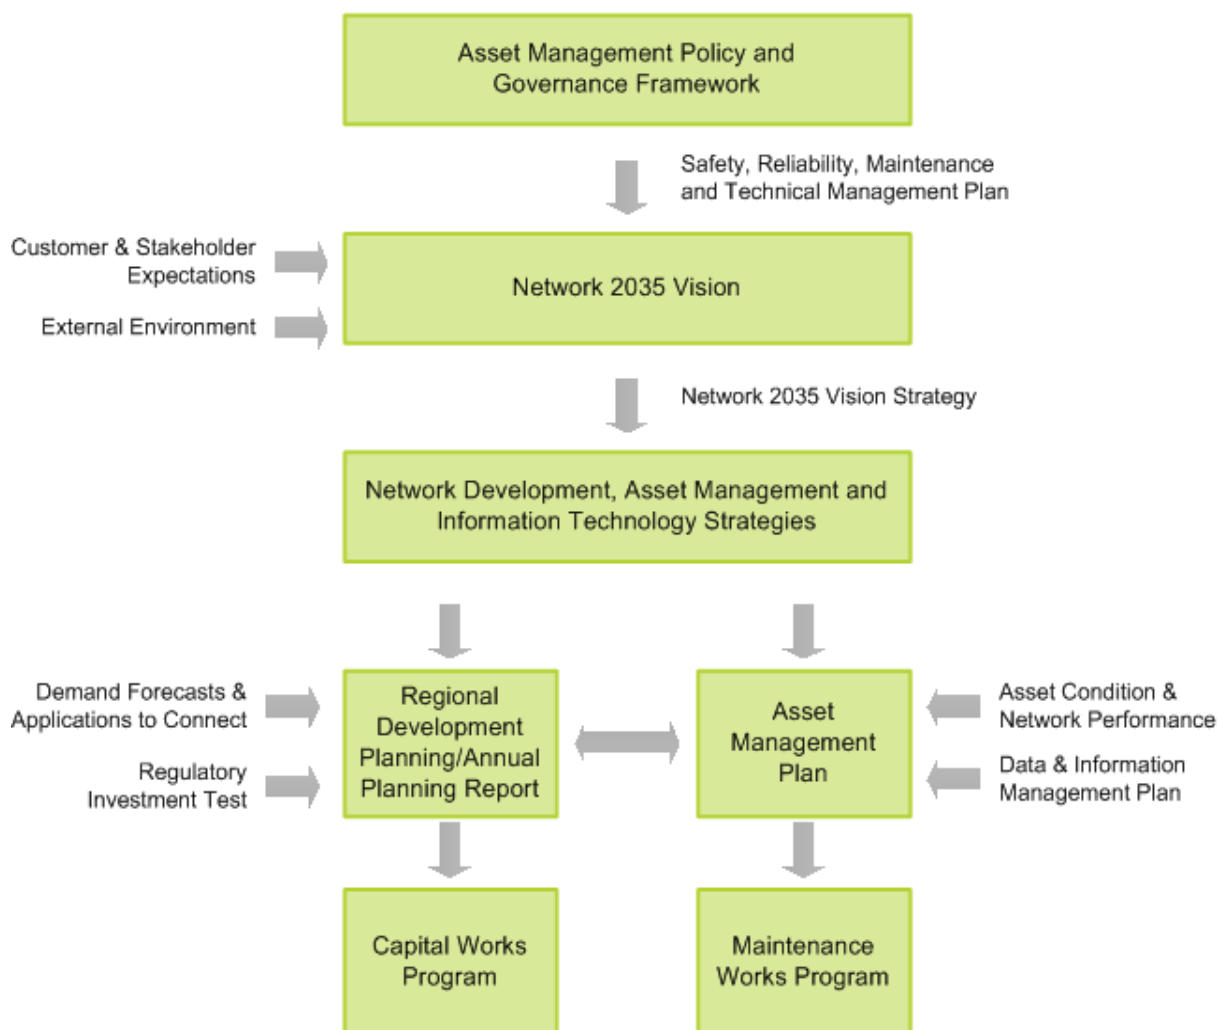 Asset Management Policy and
Governance Framework
Safety, Reliability, Maintenance
and Technical Management Plan
Customer & Stakeholder
Expectations
External Environment
Network 2035 Vision
Network 2035 Vision Strategy
Network Development, Asset Management and
Information Technology Strategies
Demand Forecasts &
Applications to Connect
Regulatory
Investment Test
Regional
Development
Planning/Annual
Planning Report
Asset
Management
Plan
Asset Condition &
Network Performance
Data & Information
Management Plan
Capital Works
Program
Maintenance
Works Program